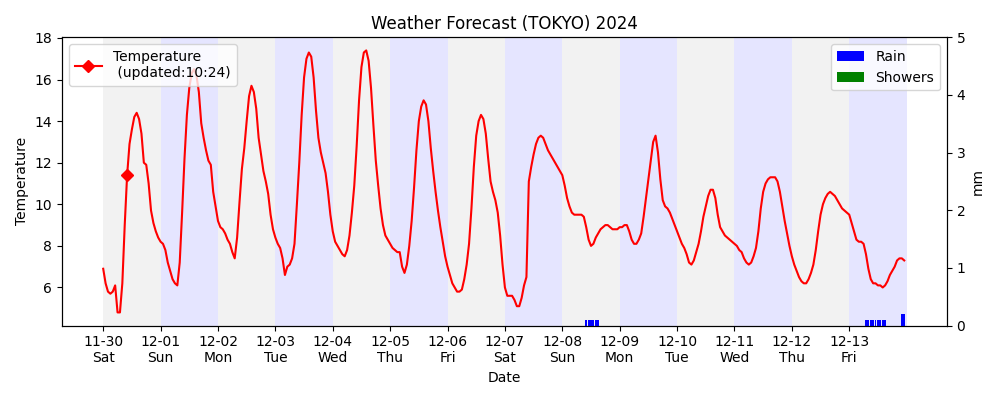 Weather Forecast (TOKYO) 2024
Temperature
(updated:10:24)
Rain
Showers
Temperature
18
16
14
12
10
8
6
5
4
3
2
1
0
mm
11-30 12-01 12-02 12-03 12-04 12-05 12-06 12-07 12-08 12-09 12-10 12-11 12-12 12-13
Sat Sun Mon Tue Wed Thu Fri Sat Sun Mon Tue Wed Thu Fri
Date